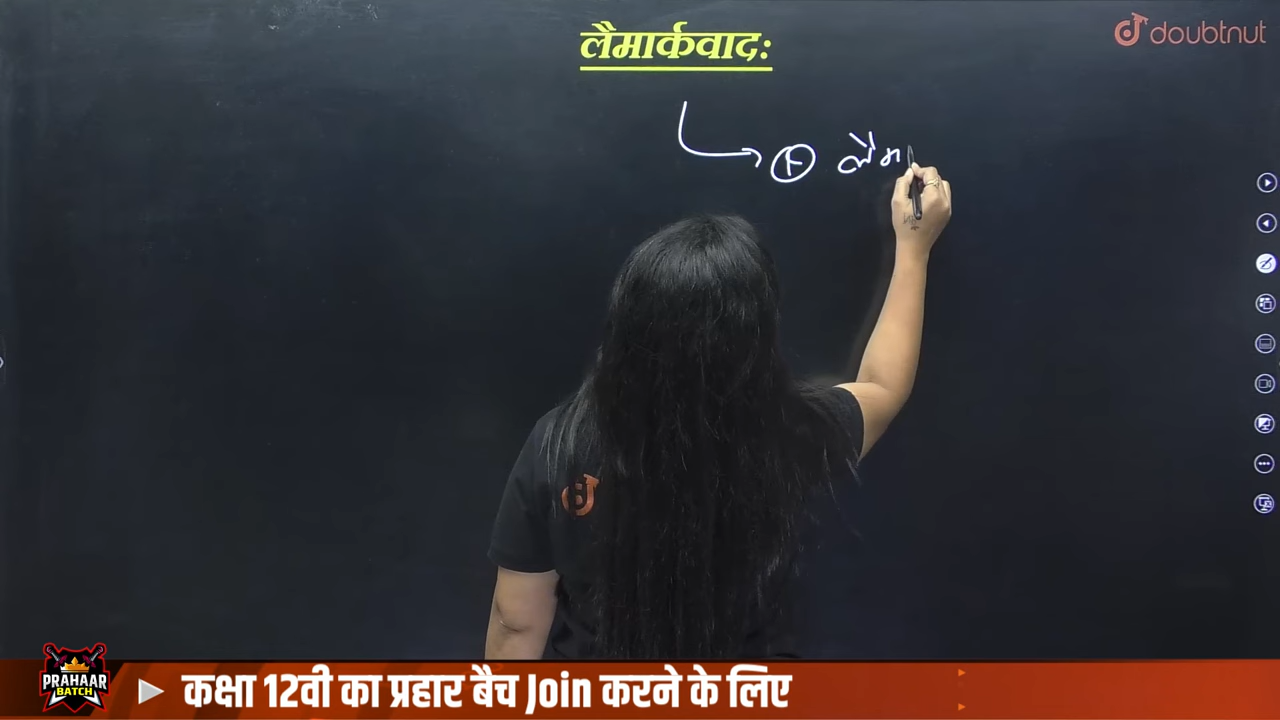 लैमार्कवादः
doubtnut
लैम
PRAHAAR
BATCH
कक्षा 12वी का प्रहार बैच Join करने के लिए